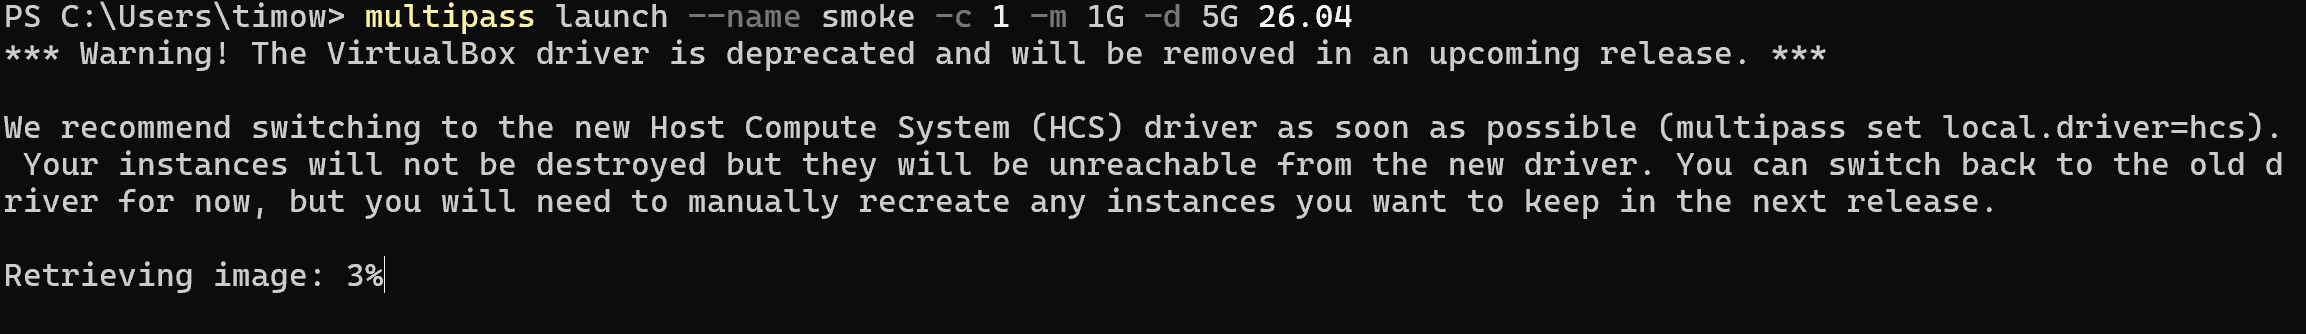 PS C:\Users\timow> multipass launch --name smoke -c 1 -m 1G -d 5G 26.04
*** Warning! The VirtualBox driver is deprecated and will be removed in an upcoming release. ***
We recommend switching to the new Host Compute System (HCS) driver as soon as possible (multipass set local.driver=hcs).
 Your instances will not be destroyed but they will be unreachable from the new driver. You can switch back to the old d
river for now, but you will need to manually recreate any instances you want to keep in the next release.
Retrieving image: 3%